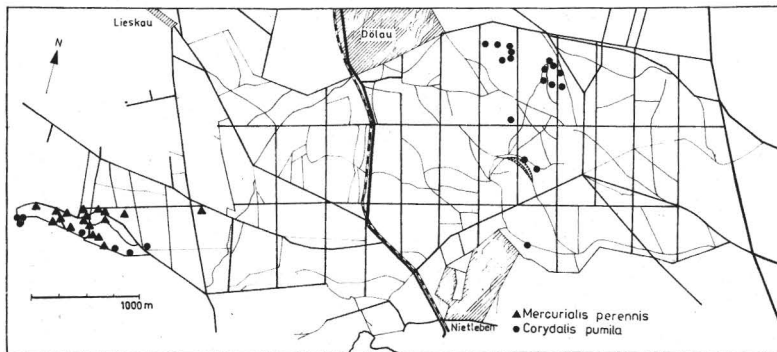 Lieskau
Dölau
N
1000 m
Nietleben
▲ Mercurialis perennis
● Corydalis pumila